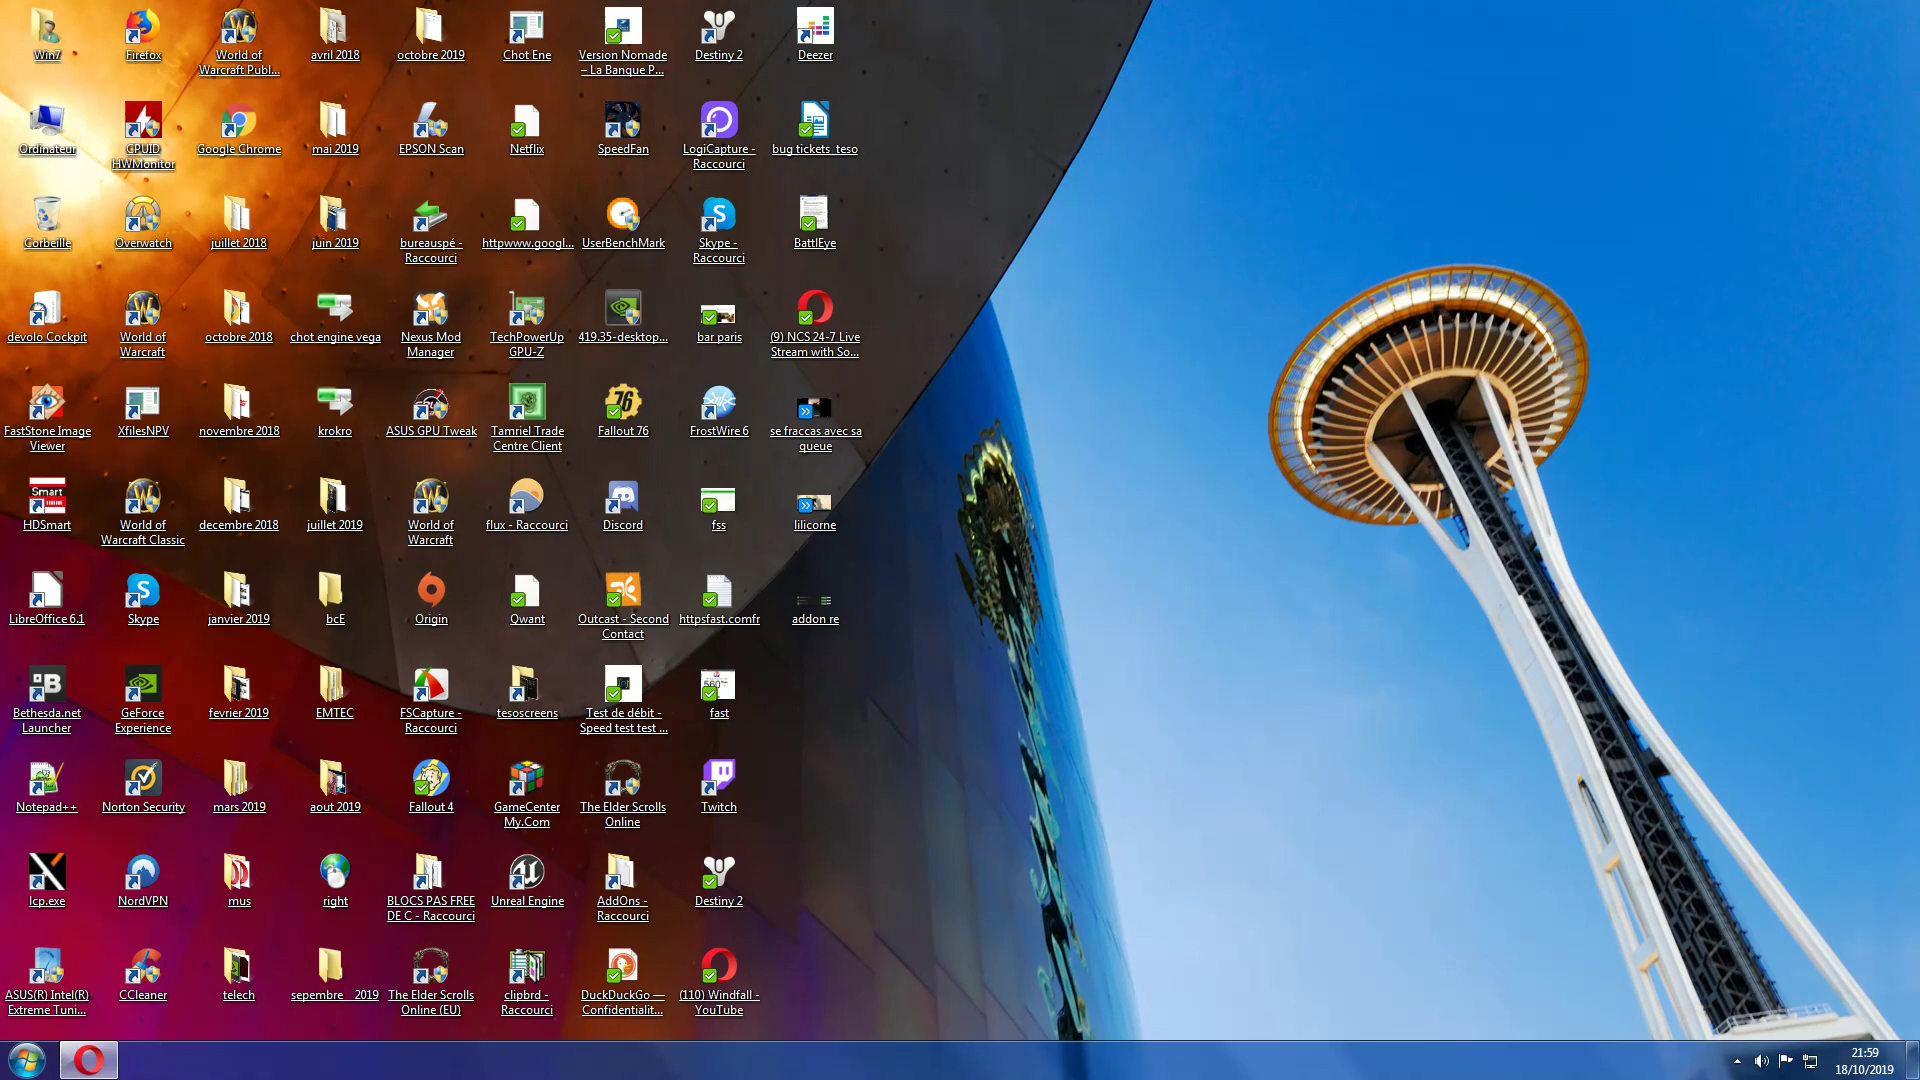 Win7
Firefox
World of
Warcraft Publ...
avril 2018
octobre 2019
Chot Ene
Version Nomade
– La Banque P...
Destiny 2
Deezer
Ordinateur
CPUID
HWMonitor
Google Chrome
mai 2019
EPSON Scan
Netflix
SpeedFan
LogiCapture -
Raccourci
bug tickets  teso
Corbeille
Overwatch
juillet 2018
juin 2019
bureauspé -
Raccourci
httpwww.googl...
UserBenchMark
Skype -
Raccourci
BattlEye
devolo Cockpit
World of
Warcraft
octobre 2018
chot engine vega
Nexus Mod
Manager
TechPowerUp
GPU-Z
419.35-desktop...
bar paris
(9) NCS 24-7 Live
Stream with So...
FastStone Image
Viewer
XfilesNPV
novembre 2018
krokro
ASUS GPU Tweak
Tamriel Trade
Centre Client
76
Fallout 76
FrostWire 6
se fraccas avec sa
queue
Smart
HDSmart
World of
Warcraft Classic
decembre 2018
juillet 2019
World of
Warcraft
flux - Raccourci
Discord
fss
lilicorne
LibreOffice 6.1
Skype
janvier 2019
bcE
Origin
Qwant
Outcast - Second
Contact
httpsfast.comfr
addon re
Bethesda.net
Launcher
GeForce
Experience
fevrier 2019
EMTEC
FSCapture -
Raccourci
tesoscreens
Test de débit -
Speed test test ...
560
fast
Notepad++
Norton Security
mars 2019
aout 2019
Fallout 4
GameCenter
My.Com
The Elder Scrolls
Online
Twitch
lcp.exe
NordVPN
mus
right
BLOCS PAS FREE
DE C - Raccourci
Unreal Engine
AddOns -
Raccourci
Destiny 2
ASUS(R) Intel(R)
Extreme Tuni...
CCleaner
telech
sepembre _ 2019
The Elder Scrolls
Online (EU)
clipbrd -
Raccourci
DuckDuckGo —
Confidentialit...
(110) Windfall -
YouTube
21:59
18/10/2019